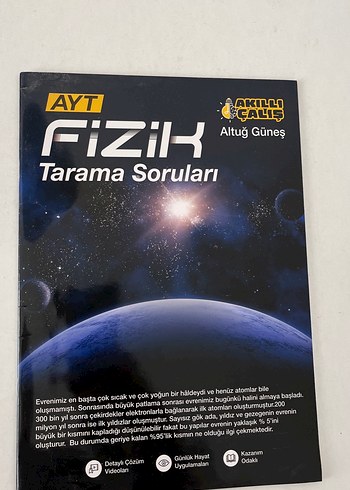 AYT
FiZiK
Tarama Soruları
AKILLI
ÇALIŞ
Altuğ Güneş
Evrenimiz en başta çok sıcak ve çok yoğun bir hâldeydi ve henüz atomlar bile
oluşmamıştı. Sonrasında büyük patlama sonrası evrenimiz bugünkü halini almaya başladı.
300 bin yıl sonra çekirdekler elektronlarla bağlanarak ilk atomları oluşturmuştur.200
milyon yıl sonra ise ilk yıldızlar oluşmuştur. Sayısız gök ada, yıldız ve gezegenin evrenin
büyük bir kısmını kapladığı düşünülebilir fakat bu yapılar evrenin yaklaşık % 5'ini
oluşturur. Bu durumda geriye kalan %95'lik kısmın ne olduğu ilgi çekmektedir.
Detaylı Çözüm
Videoları
Günlük Hayat
Uygulamaları
Kazanım
Odaklı